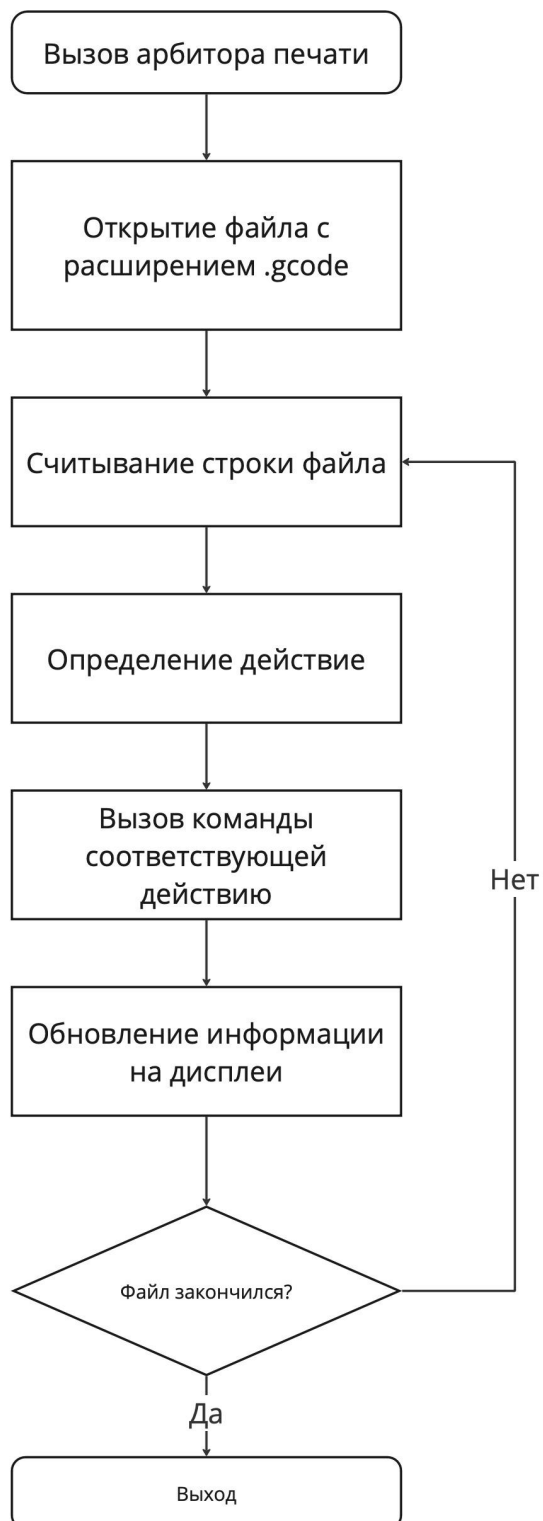 Вызов арбитора печати
Открытие файла с
расширением .gcode
Считывание строки файла
Определение действие
Вызов команды
соответствующей
действию
Нет
Обновление информации
на дисплеи
Файл закончился?
Да
Выход